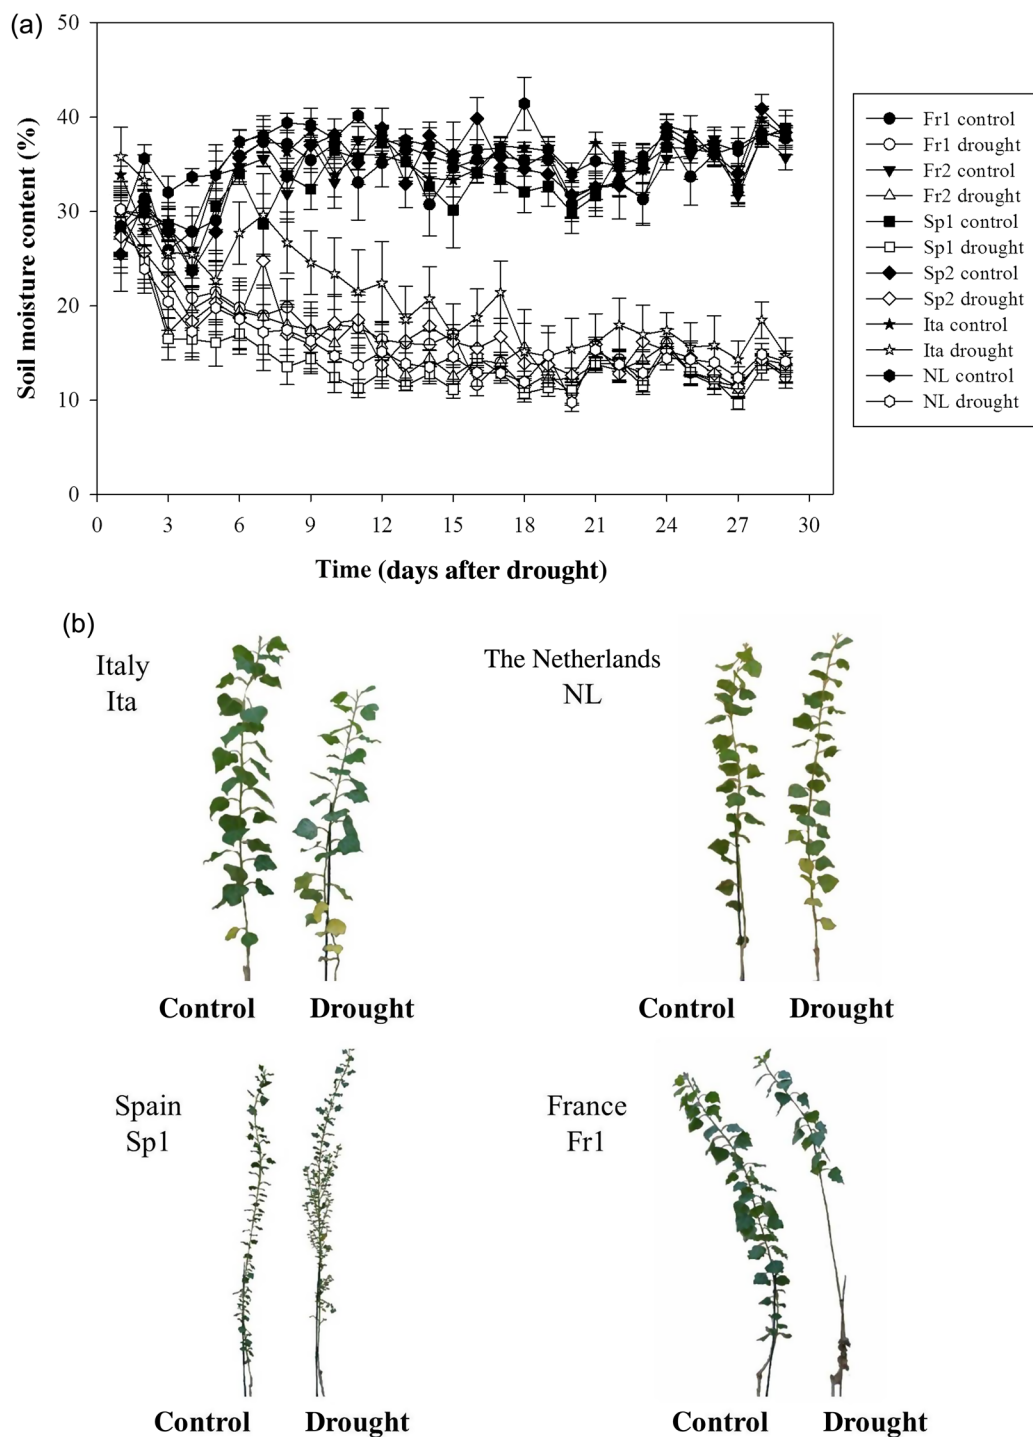 (a)
50
40
30
20
10
0
Soil moisture content (%)
0 3 6 9 12 15 18 21 24 27 30
Time (days after drought)
Fr1 control
Fr1 drought
Fr2 control
Fr2 drought
Sp1 control
Sp1 drought
Sp2 control
Sp2 drought
Ita control
Ita drought
NL control
NL drought
(b)
Italy
Ita
Control Drought
The Netherlands
NL
Control Drought
Spain
Sp1
Control Drought
France
Fr1
Control Drought